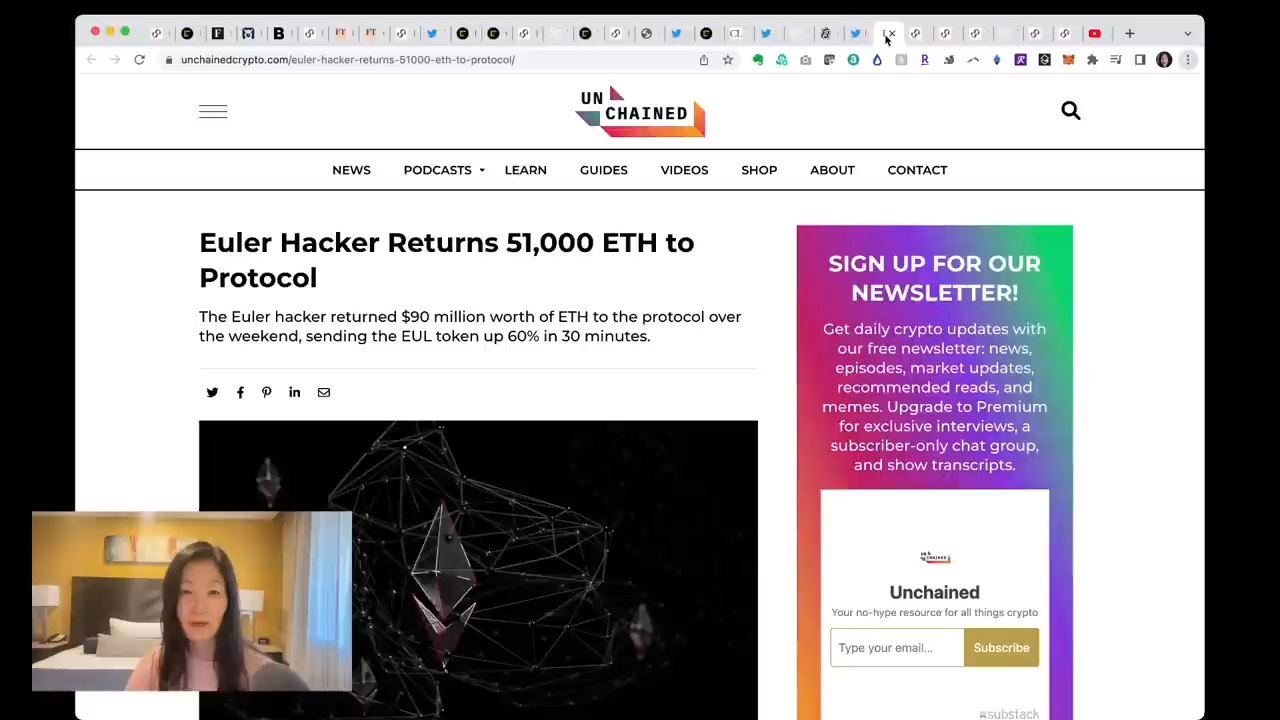 unchainedcrypto.com/euler-hacker-returns-51000-eth-to-protocol/
UN
CHAINED
NEWS PODCASTS LEARN GUIDES VIDEOS SHOP ABOUT CONTACT
Euler Hacker Returns 51,000 ETH to
Protocol
The Euler hacker returned $90 million worth of ETH to the protocol over
the weekend, sending the EUL token up 60% in 30 minutes.
SIGN UP FOR OUR
NEWSLETTER!
Get daily crypto updates with
our free newsletter: news,
episodes, market updates,
recommended reads, and
memes. Upgrade to Premium
for exclusive interviews, a
subscriber-only chat group,
and show transcripts.
Unchained
Your no-hype resource for all things crypto
Type your email... Subscribe
substack